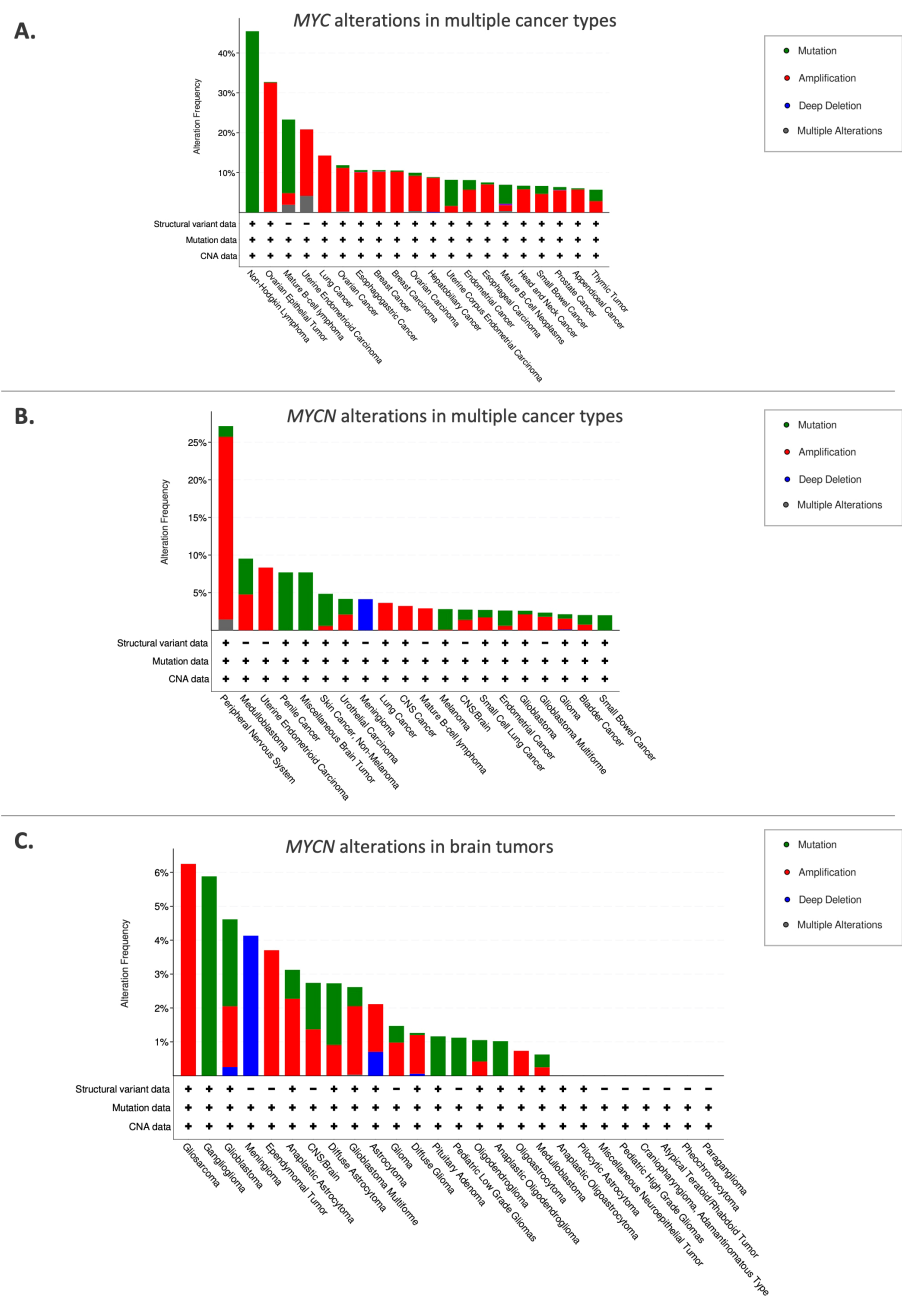 A.
MYC alterations in multiple cancer types
Mutation
Amplification
Deep Deletion
Multiple Alterations
Alteration Frequency
40%
30%
20%
10%
Structural variant data + + − − + + + + + + + + + + + + + + 
Mutation data + + + + + + + + + + + + + + + + + +
CNA data + + + + + + + + + + + + + + + + + +
Non-Hodgkin Lymphoma
Ovarian Epithelial Tumor
Mature B-cell lymphoma
Uterine Endometrioid Carcinoma
Lung Cancer
Ovarian Cancer
Esophagogastric Cancer
Breast Cancer
Breast Carcinoma
Ovarian Carcinoma
Hepatobiliary Cancer
Uterine Corpus Endometrial Carcinoma
Endometrial Cancer
Esophageal Carcinoma
Mature B-Cell Neoplasms
Head and Neck Cancer
Small Bowel Cancer
Prostate Cancer
Appendiceal Cancer
Thymic Tumor
B.
MYCN alterations in multiple cancer types
Mutation
Amplification
Deep Deletion
Multiple Alterations
Alteration Frequency
25%
20%
15%
10%
5%
Structural variant data + − − + + + + − + + + + − + + + − + + +
Mutation data + + + + + + + + + + + + + + + + + + + +
CNA data + + + + + + + + + + + + + + + + + + + +
Peripheral Nervous System
Meduloblastoma
Uterine Endometrioid Carcinoma
Penile Cancer
Miscellaneous Brain Tumor
Skin Cancer, Non-Melanoma
Urothelial Carcinoma
Meningioma
Lung Cancer
CNS Cancer
Mature B-cell lymphoma
Melanoma
CNS/Brain
Small Cell Lung Cancer
Endometrial Cancer
Glioblastoma
Glioblastoma Multiforme
Glioma
Bladder Cancer
Small Bowel Cancer
C.
MYCN alterations in brain tumors
Mutation
Amplification
Deep Deletion
Multiple Alterations
Alteration Frequency
6%
5%
4%
3%
2%
1%
Structural variant data + + + − − + + + + + − + + − + + + + + + − − − − − −
Mutation data + + + + + + + + + + + + + + + + + + + + + + + + + +
CNA data + + + + + + + + + + + + + + + + + + + + + + + + + +
Gliosarcoma
Ganglioglioma
Glioblastoma
Meningioma
Ependymomal Tumor
Anaplastic Astrocytoma
CNS/Brain
Diffuse Astrocytoma
Glioblastoma Multiforme
Astrocytoma
Glioma
Diffuse Glioma
Pituitary Adenoma
Pediatric Low Grade Gliomas
Oligodendroglioma
Anaplastic Oligodendroglioma
Oligoastrocytoma
Medulloblastoma
Anaplastic Oligoastrocytoma
Pilocytic Astrocytoma
Miscellaneous Neuroepithelial Tumor
Pediatric High Grade Gliomas
Craniopharyngioma, Adamantinomatous Type
Atypical Teratoid/Rhabdoid Tumor
Pheochromocytoma
Paraganglioma